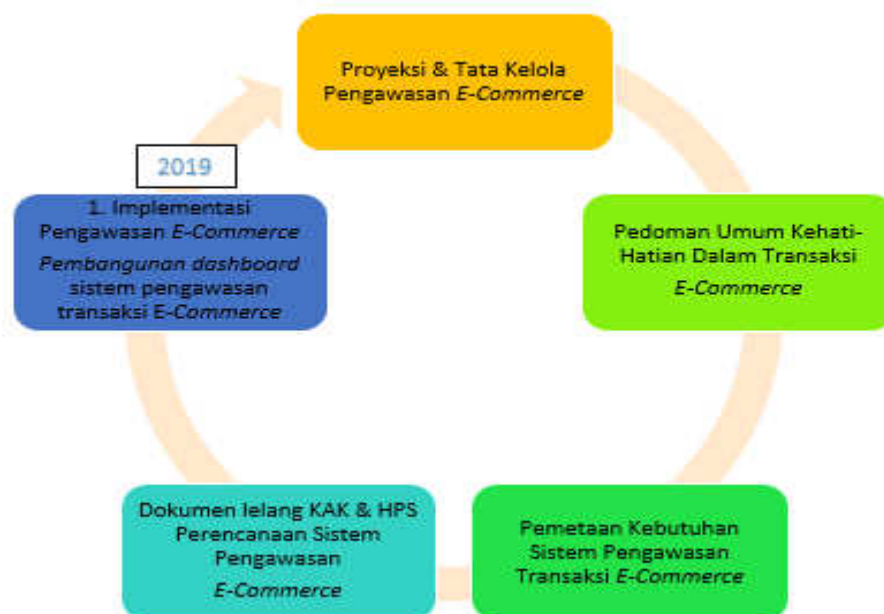 Proyeksi & Tata Kelola
Pengawasan E-Commerce
2019
1. Implementasi
Pengawasan E-Commerce
Pembangunan dashboard
sistem pengawasan
transaksi E-Commerce
Pedoman Umum Kehati-
Hatian Dalam Transaksi
E-Commerce
Dokumen lelang KAK & HPS
Perencanaan Sistem
Pengawasan
E-Commerce
Pemetaan Kebutuhan
Sistem Pengawasan
Transaksi E-Commerce